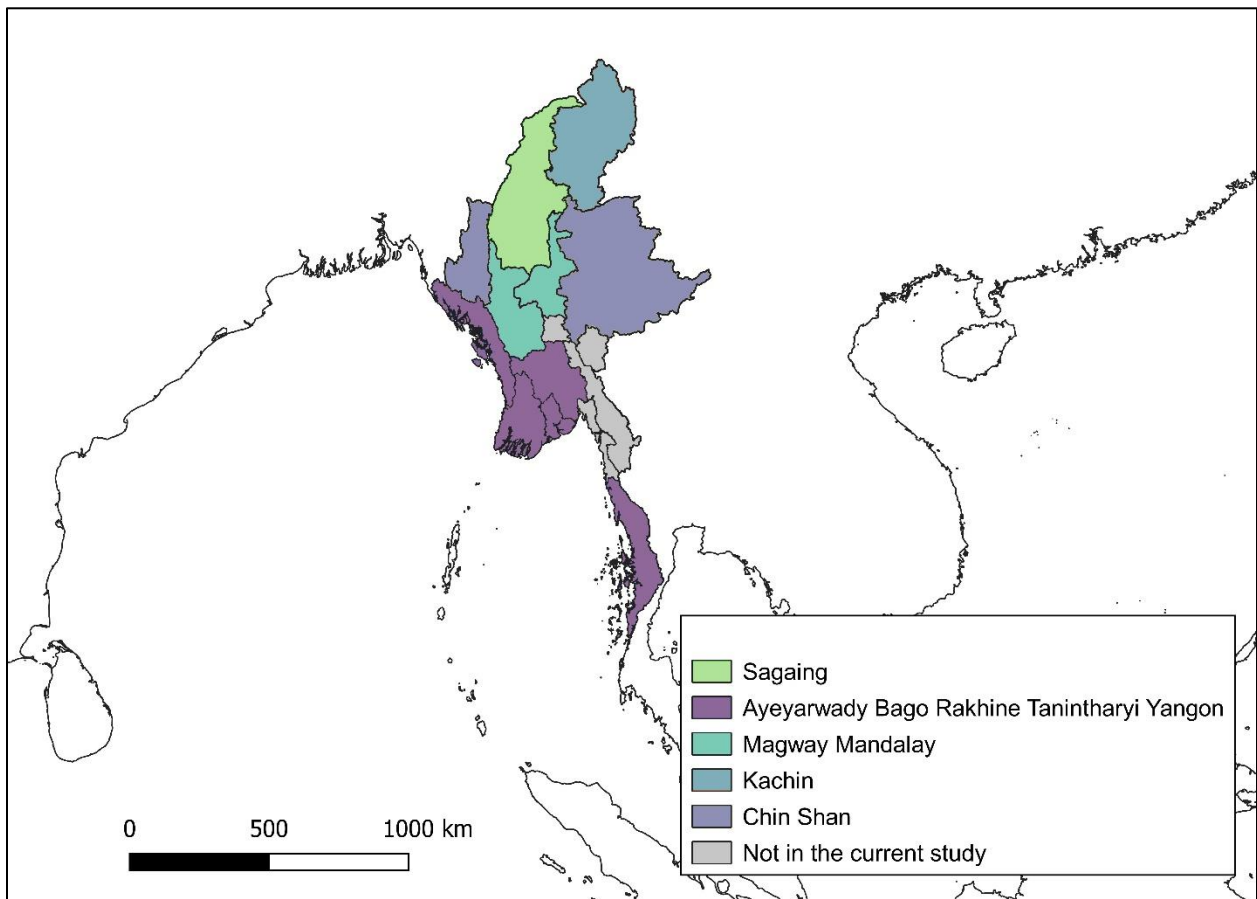 Sagaing
Ayeyarwady Bago Rakhine Tanintharyi Yangon
Magway Mandalay
Kachin
Chin Shan
Not in the current study
0 500 1000 km